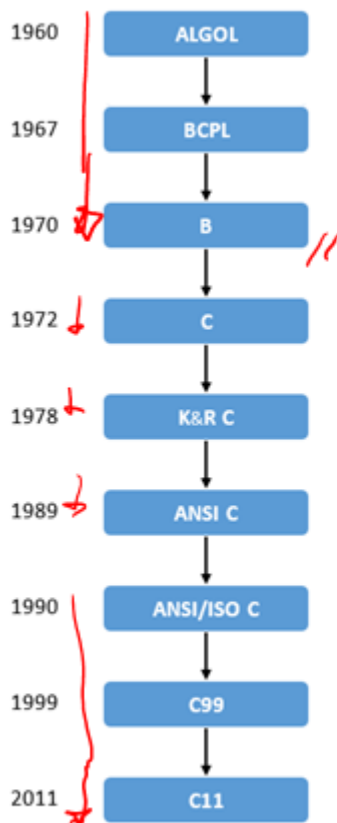 1960 ALGOL
1967 BCPL
1970 B
1972 C
1978 K&R C
1989 ANSI C
1990 ANSI/ISO C
1999 C99
2011 C11